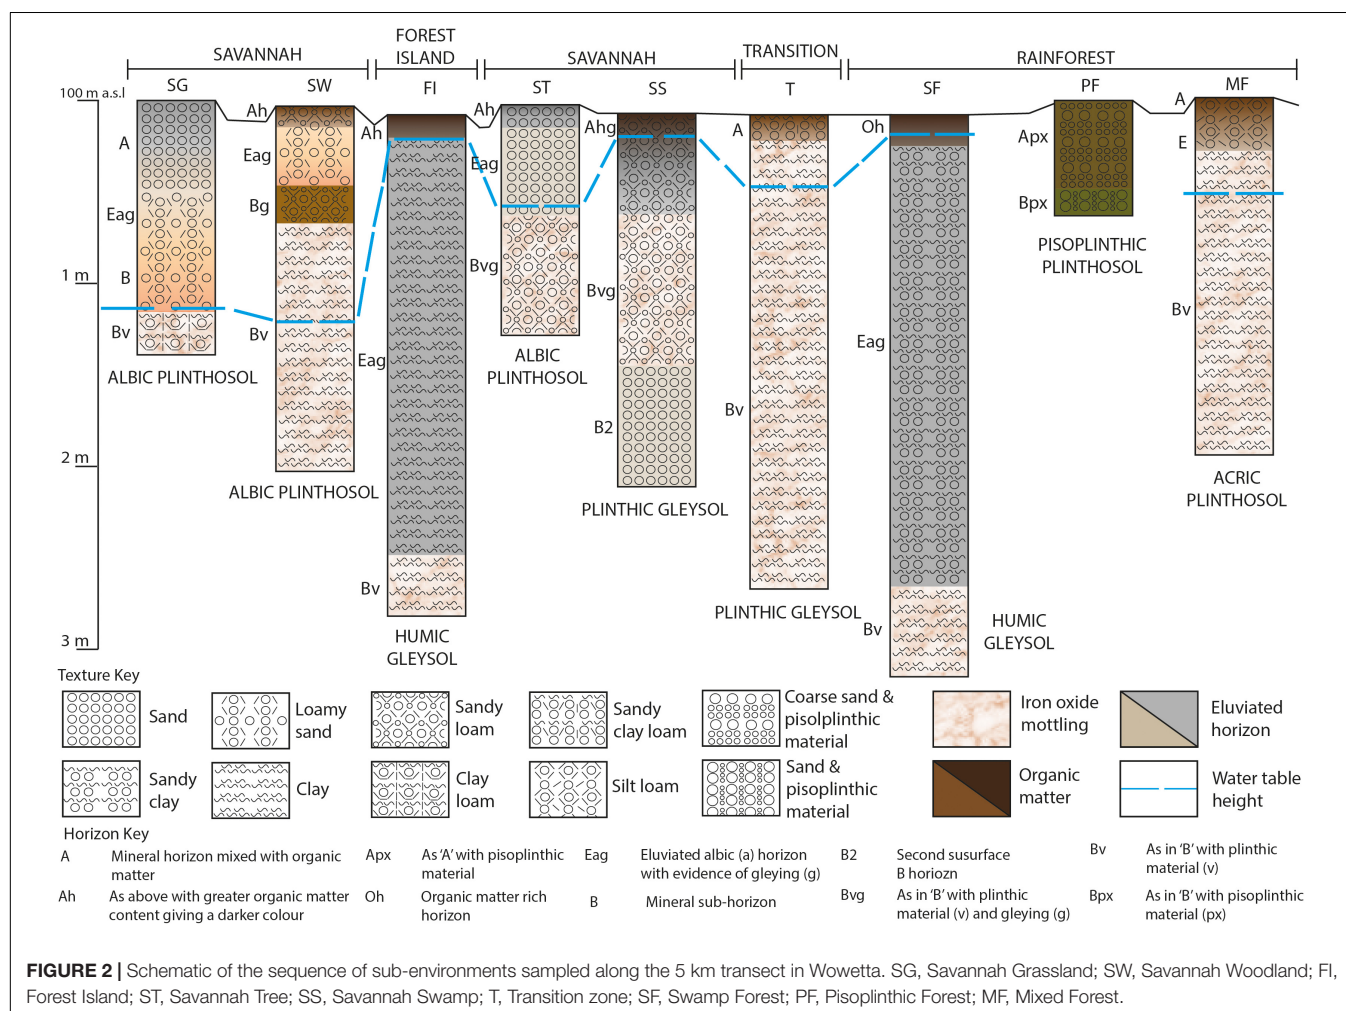 FOREST
ISLAND
SAVANNAH
SAVANNAH
TRANSITION
RAINFOREST
SG
SW
FI
ST
SS
T
SF
PF
MF
100 m a.s.l
1 m
2 m
3 m
A
Eag
B
Bv
ALBIC PLINTHOSOL
Ah
Eag
Bg
Bv
ALBIC PLINTHOSOL
Ah
Eag
Bv
HUMIC
GLEYSOL
Ah
Eag
Bvg
ALBIC
PLINTHOSOL
Ahg
Bvg
B2
PLINTHIC GLEYSOL
A
Bv
PLINTHIC GLEYSOL
Oh
Eag
Bv
HUMIC
GLEYSOL
Apx
Bpx
PISOPLINTHIC
PLINTHOSOL
A
E
Bv
ACRIC
PLINTHOSOL
Texture Key
Sand
Loamy
sand
Sandy
loam
Sandy
clay loam
Coarse sand &
pisolplinthic
material
Iron oxide
mottling
Eluviated
horizon
Sandy
clay
Clay
Clay
loam
Silt loam
Sand &
pisoplinthic
material
Organic
matter
Water table
height
Horizon Key
A Mineral horizon mixed with organic
matter
Ah As above with greater organic matter
content giving a darker colour
Apx As 'A' with pisoplinthic
material
Oh Organic matter rich
horizon
Eag Eluviated albic (a) horizon
with evidence of gleying (g)
B Mineral sub-horizon
B2 Second susurface
B horiozn
Bvg As in 'B' with plinthic
material (v) and gleying (g)
Bv As in 'B' with plinthic
material (v)
Bpx As in 'B' with pisoplinthic
material (px)
FIGURE 2 | Schematic of the sequence of sub-environments sampled along the 5 km transect in Wowetta. SG, Savannah Grassland; SW, Savannah Woodland; FI,
Forest Island; ST, Savannah Tree; SS, Savannah Swamp; T, Transition zone; SF, Swamp Forest; PF, Pisoplinthic Forest; MF, Mixed Forest.